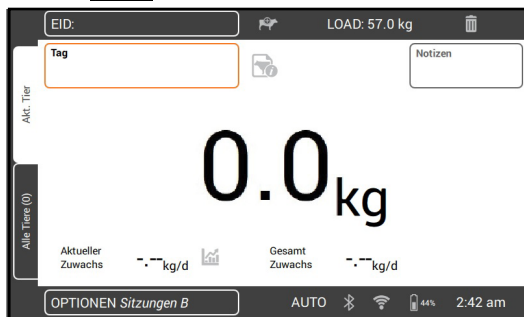 EID:
LOAD: 57.0 kg
Tag
Notizen
Akt. Tier
0.0kg
Alle Tiere (0)
Aktueller
Zuwachs
-.--kg/d
Gesamt
Zuwachs
-.--kg/d
OPTIONEN Sitzungen B
AUTO
44%
2:42 am